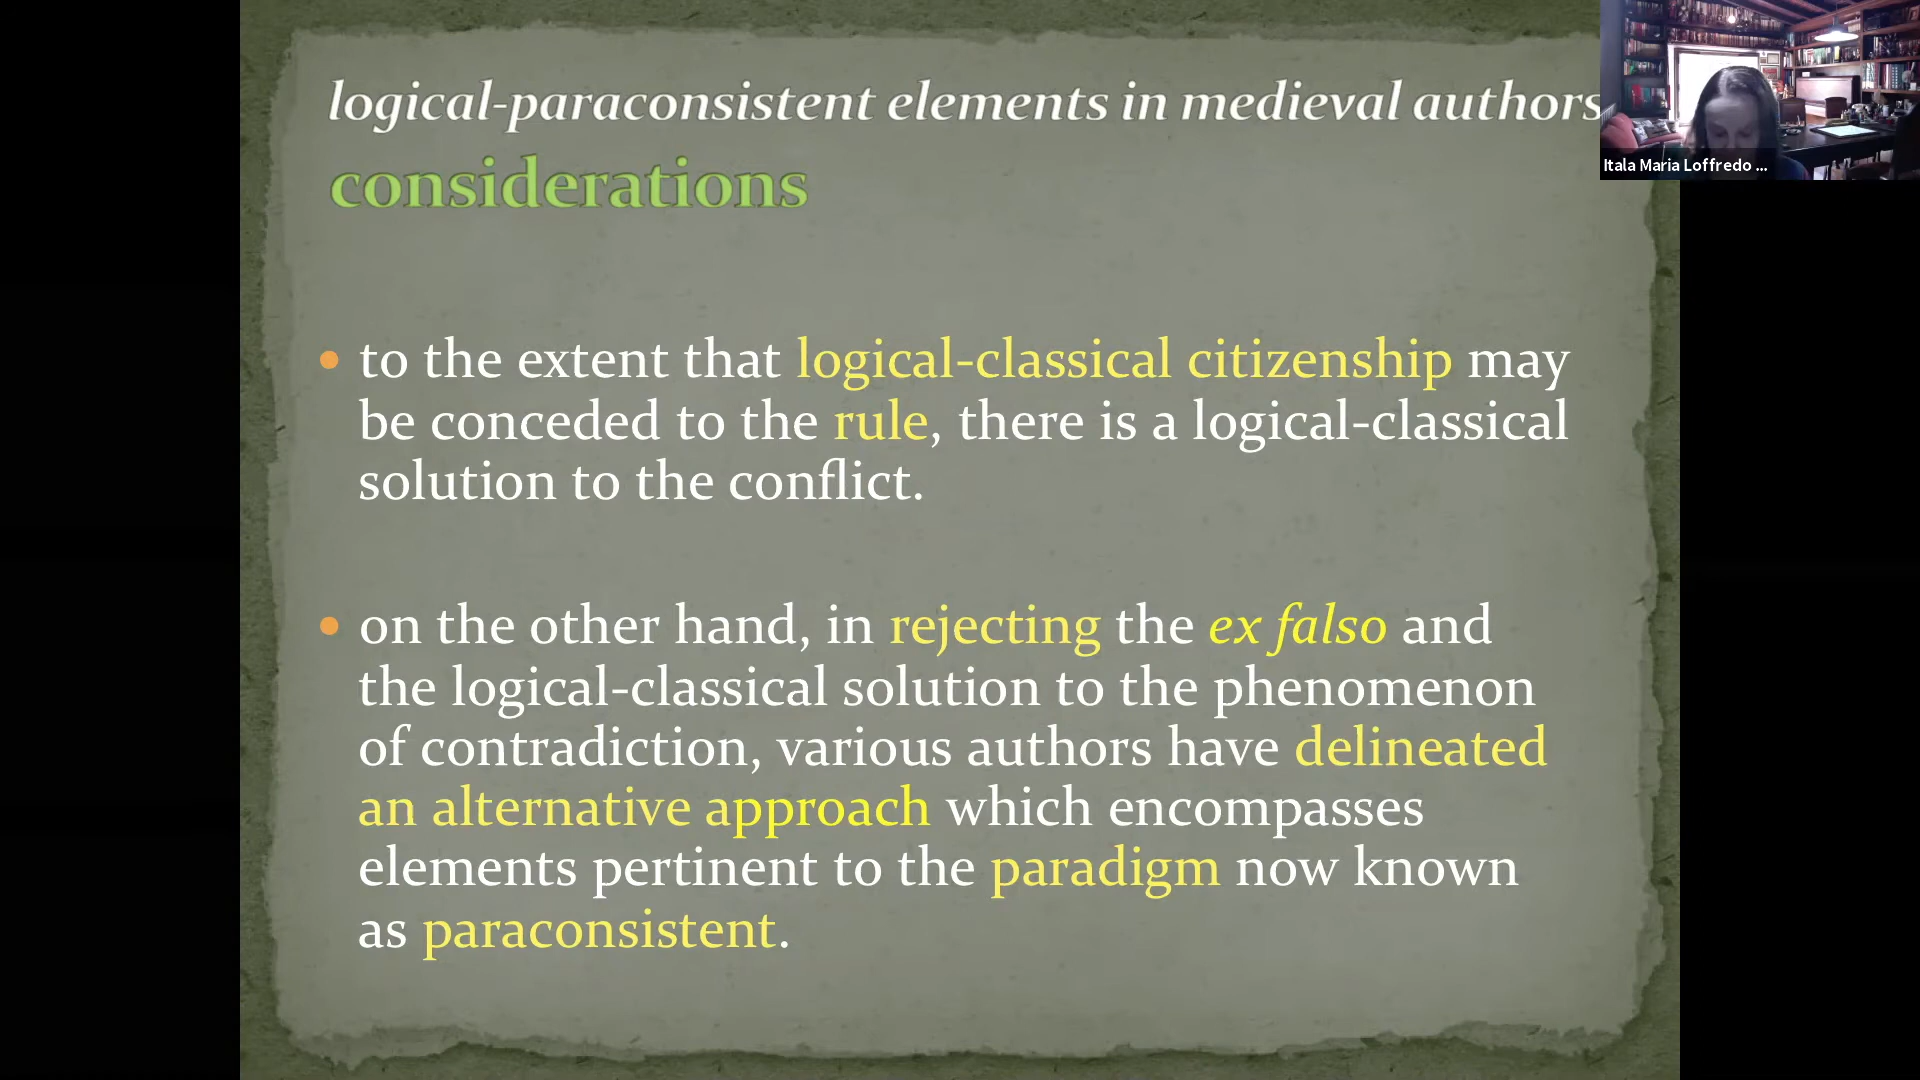 logical-paraconsistent elements in medieval authors
considerations
Itala Maria Loffredo ...
• to the extent that logical-classical citizenship may
be conceded to the rule, there is a logical-classical
solution to the conflict.
• on the other hand, in rejecting the ex falso and
the logical-classical solution to the phenomenon
of contradiction, various authors have delineated
an alternative approach which encompasses
elements pertinent to the paradigm now known
as paraconsistent.